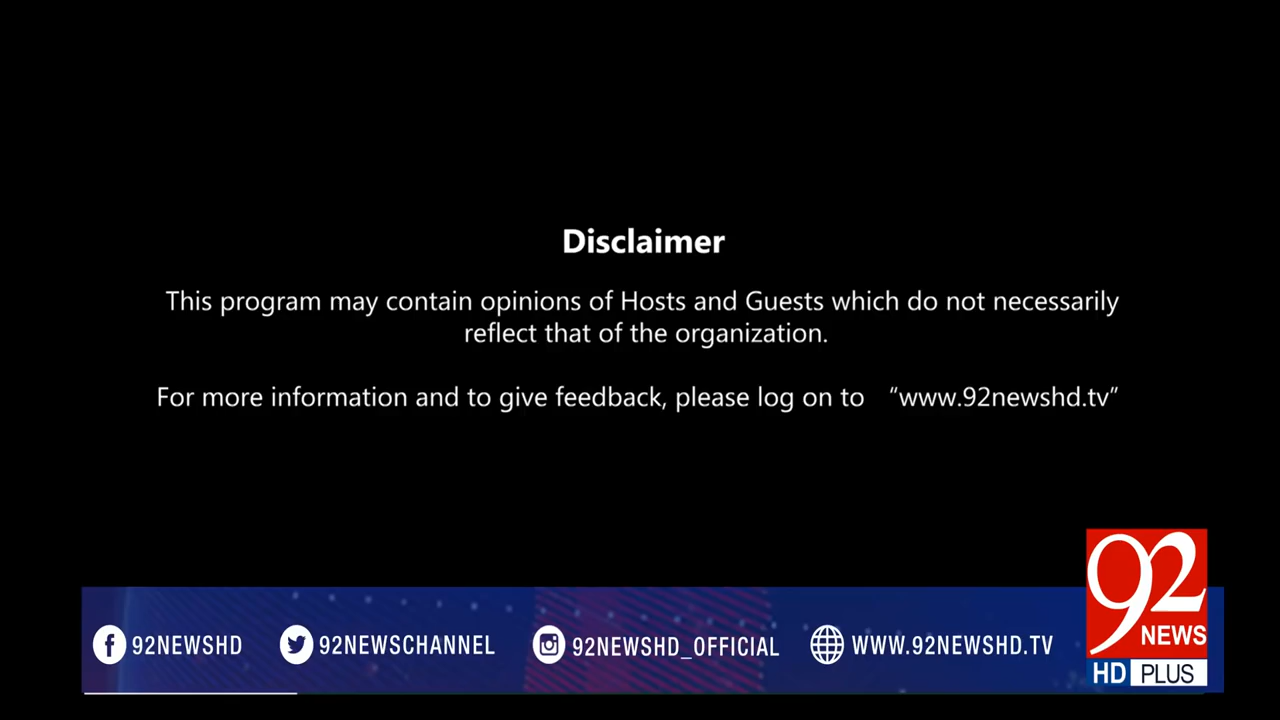 Disclaimer
This program may contain opinions of Hosts and Guests which do not necessarily
reflect that of the organization.
For more information and to give feedback, please log on to “www.92newshd.tv”
92NEWSHD 92NEWSCHANNEL 92NEWSHD_OFFICIAL WWW.92NEWSHD.TV
92
NEWS
HD PLUS